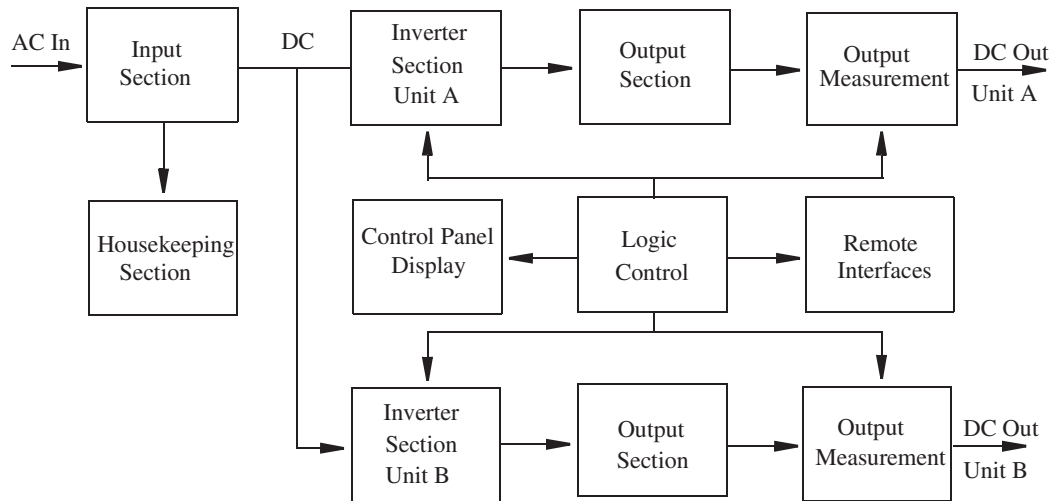 AC In
Input
Section
DC
Inverter
Section
Unit A
Output
Section
Output
Measurement
DC Out
Unit A
Housekeeping
Section
Control Panel
Display
Logic
Control
Remote
Interfaces
Inverter
Section
Unit B
Output
Section
Output
Measurement
DC Out
Unit B